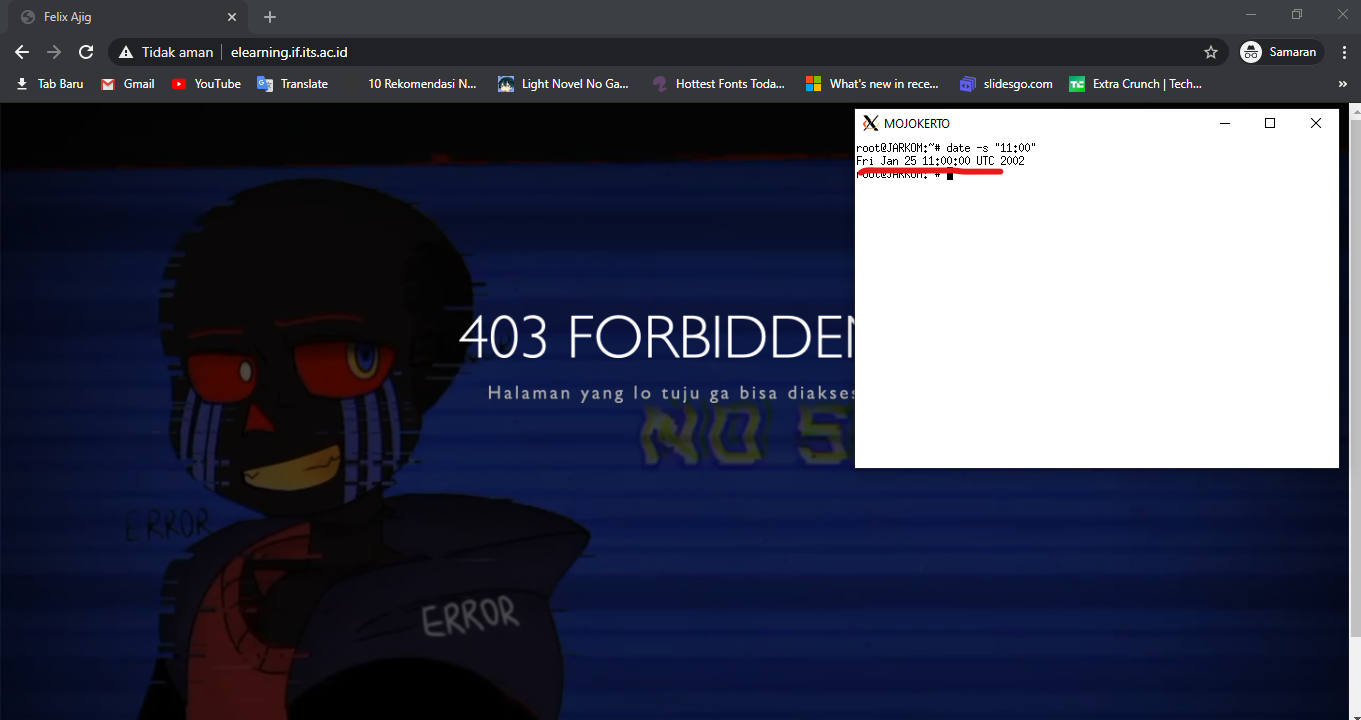 Felix Ajig
Tidak aman
elearning.if.its.ac.id
Samaran
Tab Baru
Gmail
YouTube
Translate
10 Rekomendasi N...
Light Novel No Ga...
Hottest Fonts Toda...
What's new in rece...
slidesgo.com
TC
Extra Crunch | Tech...
»
MOJOKERTO
root@JARKOM:~# date -s "11:00"
Fri Jan 25 11:00:00 UTC 2002
root@JARKOM:~#
403 FORBIDDEN
Halaman yang lo tuju ga bisa diakses
NO S
ERROR
ERROR